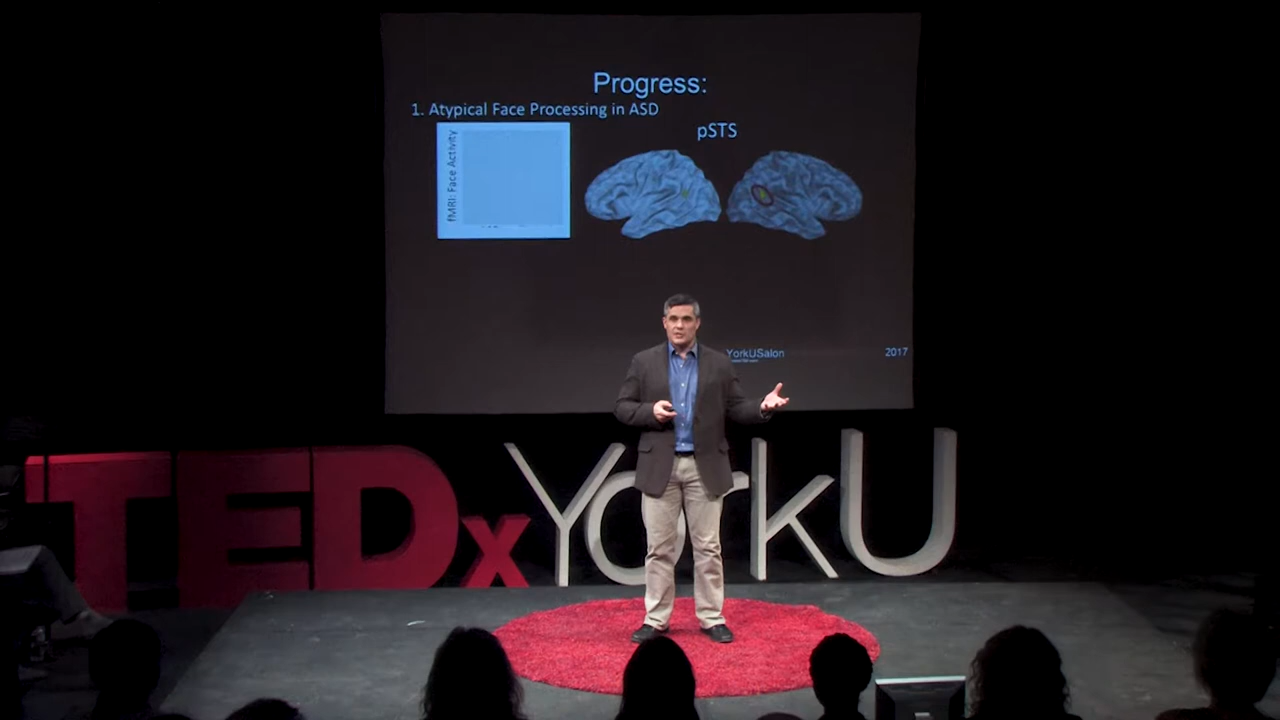 Progress:
1. Atypical Face Processing in ASD
pSTS
fMRI: Face Activity
YorkUSalon
2017
TEDxYorkU